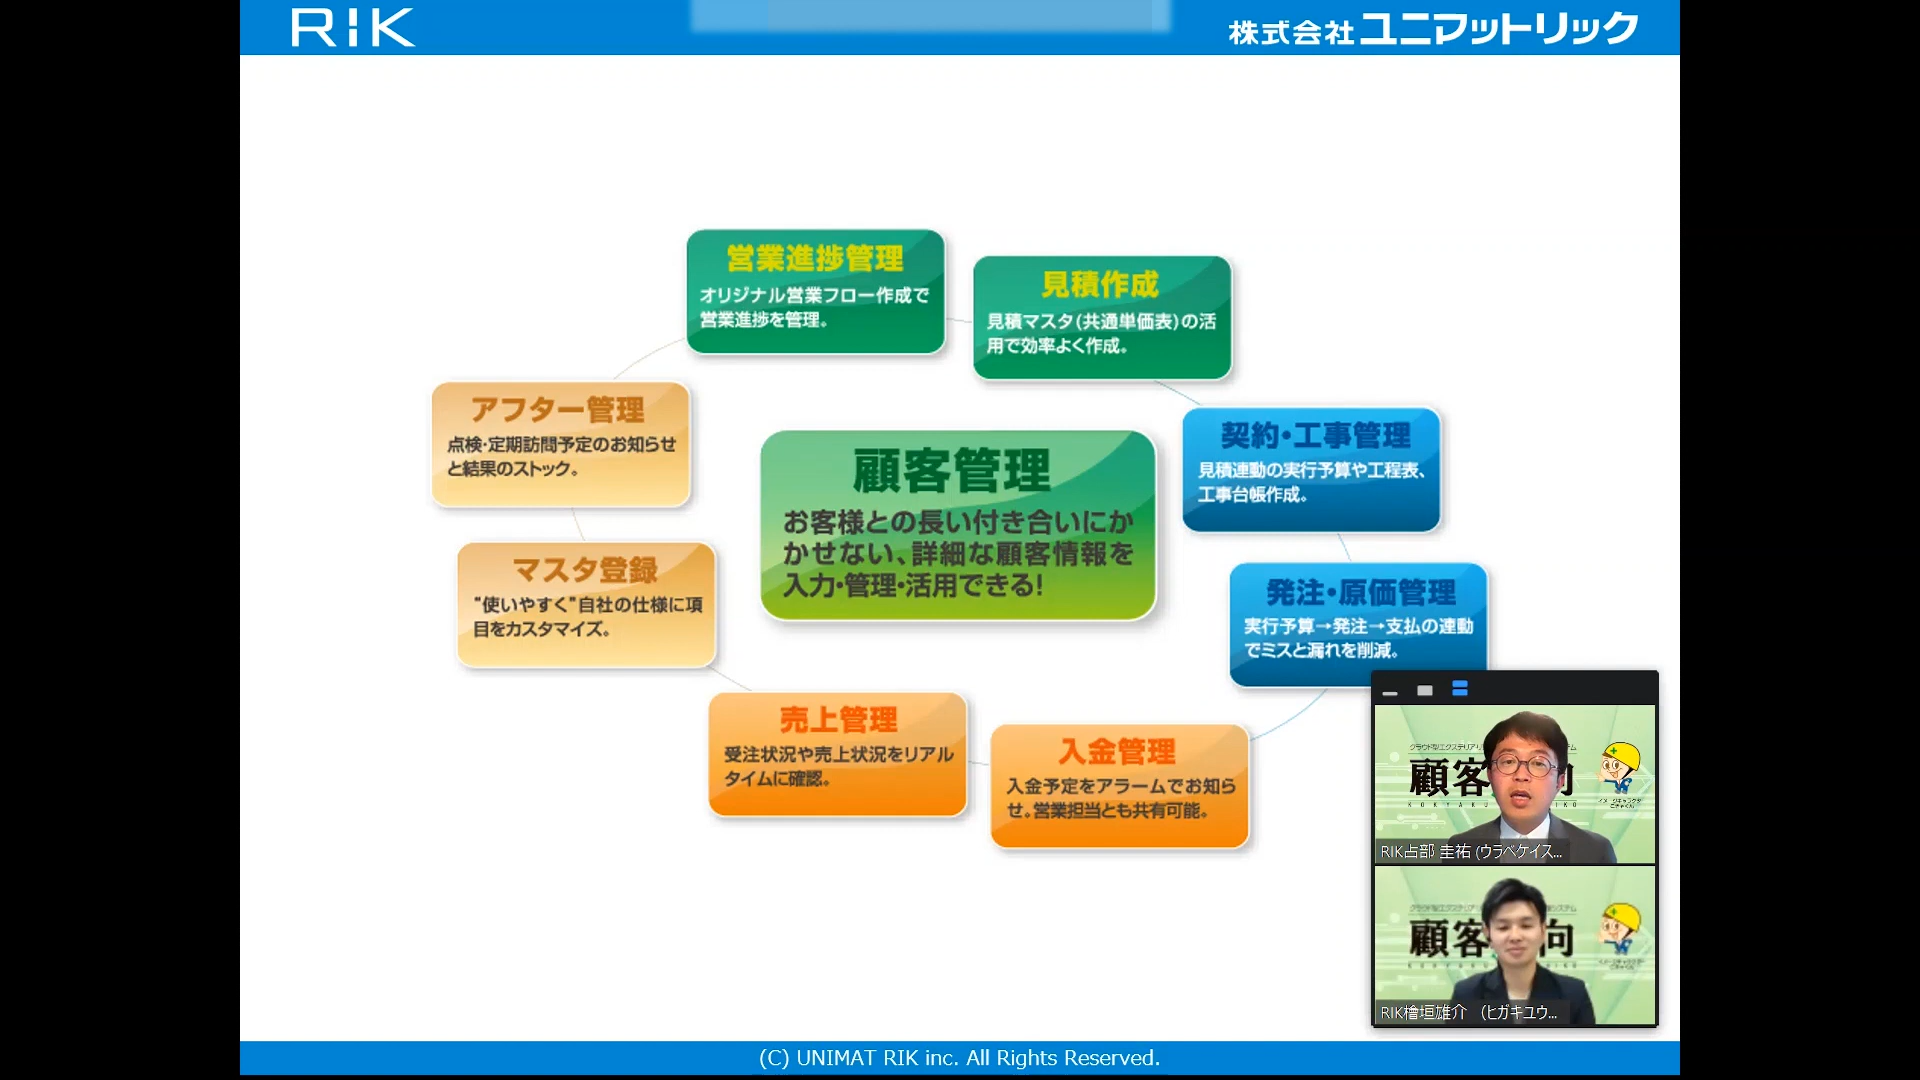 RIK
株式会社ユニマットリック
営業進捗管理
オリジナル営業フロー作成で
営業進捗を管理。
見積作成
見積マスタ(共通単価表)の活
用で効率よく作成。
アフター管理
点検・定期訪問予定のお知らせ
と結果のストック。
顧客管理
お客様との長い付き合いにか
かせない、詳細な顧客情報を
入力・管理・活用できる!
契約・工事管理
見積連動の実行予算や工程表、
工事台帳作成。
マスタ登録
"使いやすく"自社の仕様に項
目をカスタマイズ。
発注・原価管理
実行予算→発注→支払の連動
でミスと漏れを削減。
売上管理
受注状況や売上状況をリアル
タイムに確認。
入金管理
入金予定をアラームでお知ら
せ。営業担当とも共有可能。
顧客 向
RIK占部 圭祐 (ウラベケイス...
顧客 向
RIK檜垣雄介 (ヒガキユウ...
(C) UNIMAT RIK inc. All Rights Reserved.